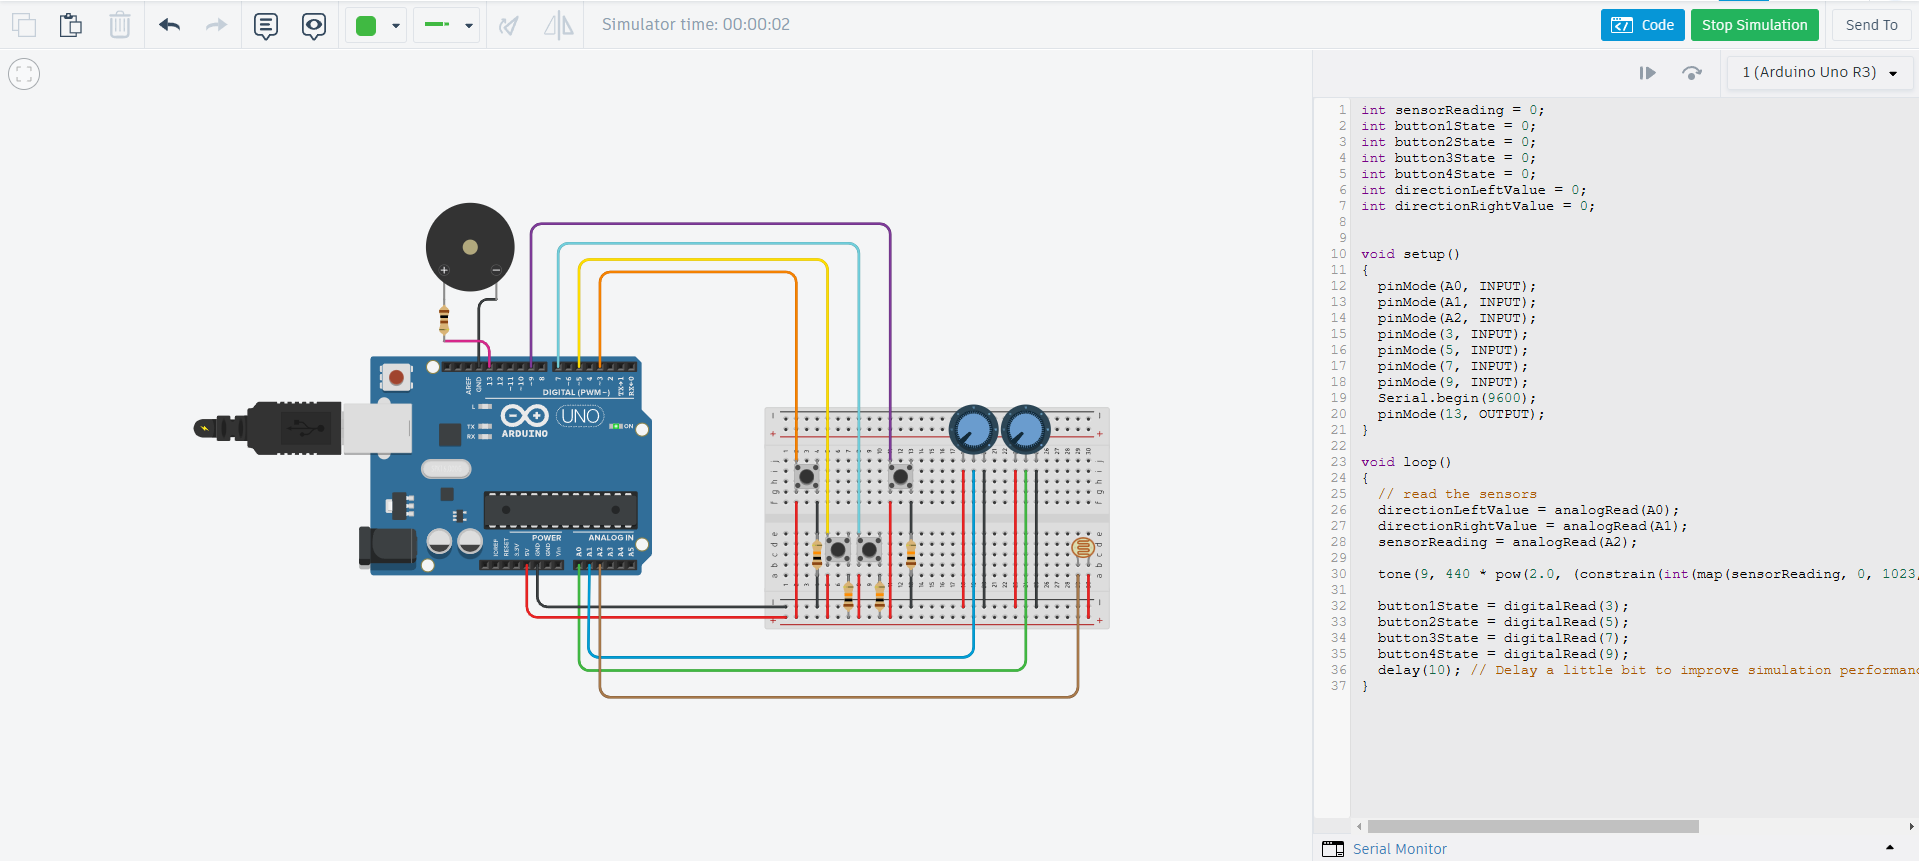 Simulator time: 00:00:02
Code
Stop Simulation
Send To
1 (Arduino Uno R3)
1 int sensorReading = 0;
2 int button1State = 0;
3 int button2State = 0;
4 int button3State = 0;
5 int button4State = 0;
6 int directionLeftValue = 0;
7 int directionRightValue = 0;
8
9
10 void setup()
11 {
12 pinMode(A0, INPUT);
13 pinMode(A1, INPUT);
14 pinMode(A2, INPUT);
15 pinMode(3, INPUT);
16 pinMode(5, INPUT);
17 pinMode(7, INPUT);
18 pinMode(9, INPUT);
19 Serial.begin(9600);
20 pinMode(13, OUTPUT);
21 }
22
23 void loop()
24 {
25 // read the sensors
26 directionLeftValue = analogRead(A0);
27 directionRightValue = analogRead(A1);
28 sensorReading = analogRead(A2);
29
30 tone(9, 440 * pow(2.0, (constrain(int(map(sensorReading, 0, 1023,
31
32 button1State = digitalRead(3);
33 button2State = digitalRead(5);
34 button3State = digitalRead(7);
35 button4State = digitalRead(9);
36 delay(10); // Delay a little bit to improve simulation performan
37 }
Serial Monitor
AREF GND 13 12 ~11 ~10 ~9 8 7 ~6 ~5 4 ~3 2 TX→1 RX←0
DIGITAL (PWM~)
L
TX
RX
ARDUINO
UNO
ON
POWER
ANALOG IN
IOREF RESET 3.3V 5V GND GND Vin A0 A1 A2 A3 A4 A5